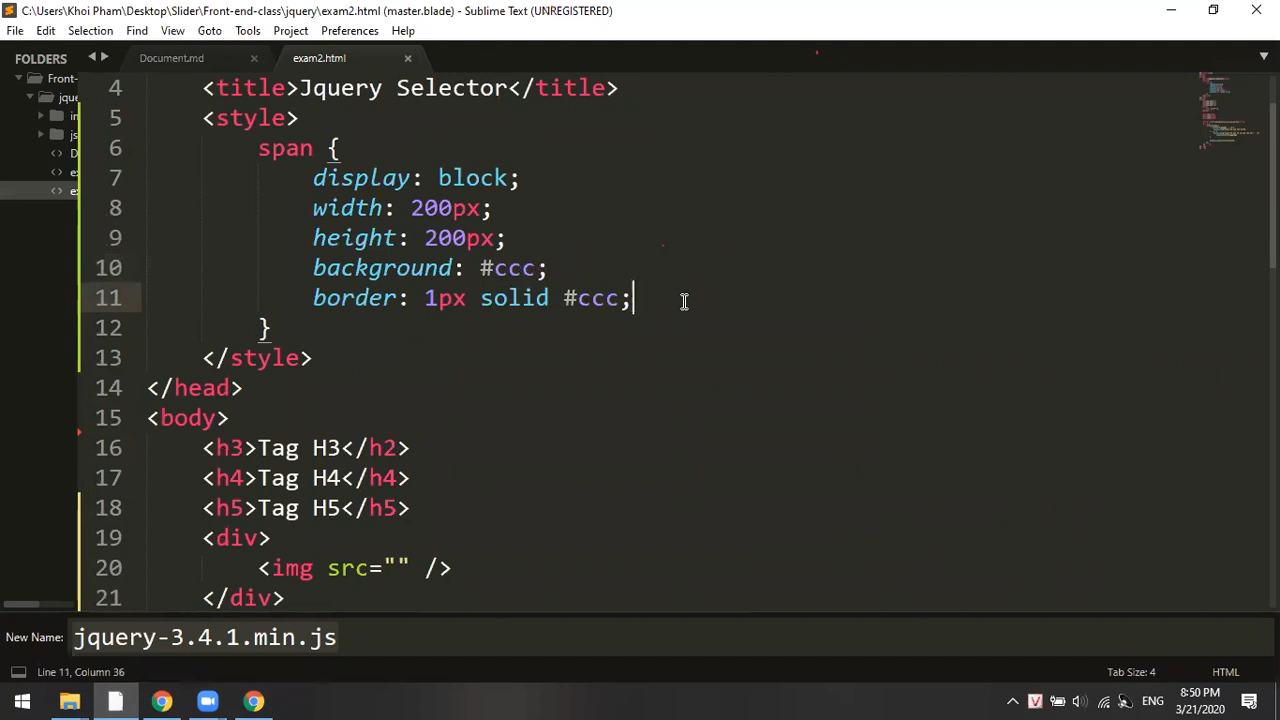 C:\Users\Khoi Pham\Desktop\Slider\Front-end-class\jquery\exam2.html (master.blade) - Sublime Text (UNREGISTERED)
File Edit Selection Find View Goto Tools Project Preferences Help
FOLDERS
Document.md
exam2.html
Front-
jque
in
js
D
e
ex
4 <title>Jquery Selector</title>
5 <style>
6 span {
7 display: block;
8 width: 200px;
9 height: 200px;
10 background: #ccc;
11 border: 1px solid #ccc;
12 }
13 </style>
14 </head>
15 <body>
16 <h3>Tag H3</h2>
17 <h4>Tag H4</h4>
18 <h5>Tag H5</h5>
19 <div>
20 <img src="" />
21 </div>
New Name: jquery-3.4.1.min.js
Line 11, Column 36
Tab Size: 4
HTML
V
ENG
8:50 PM
3/21/2020